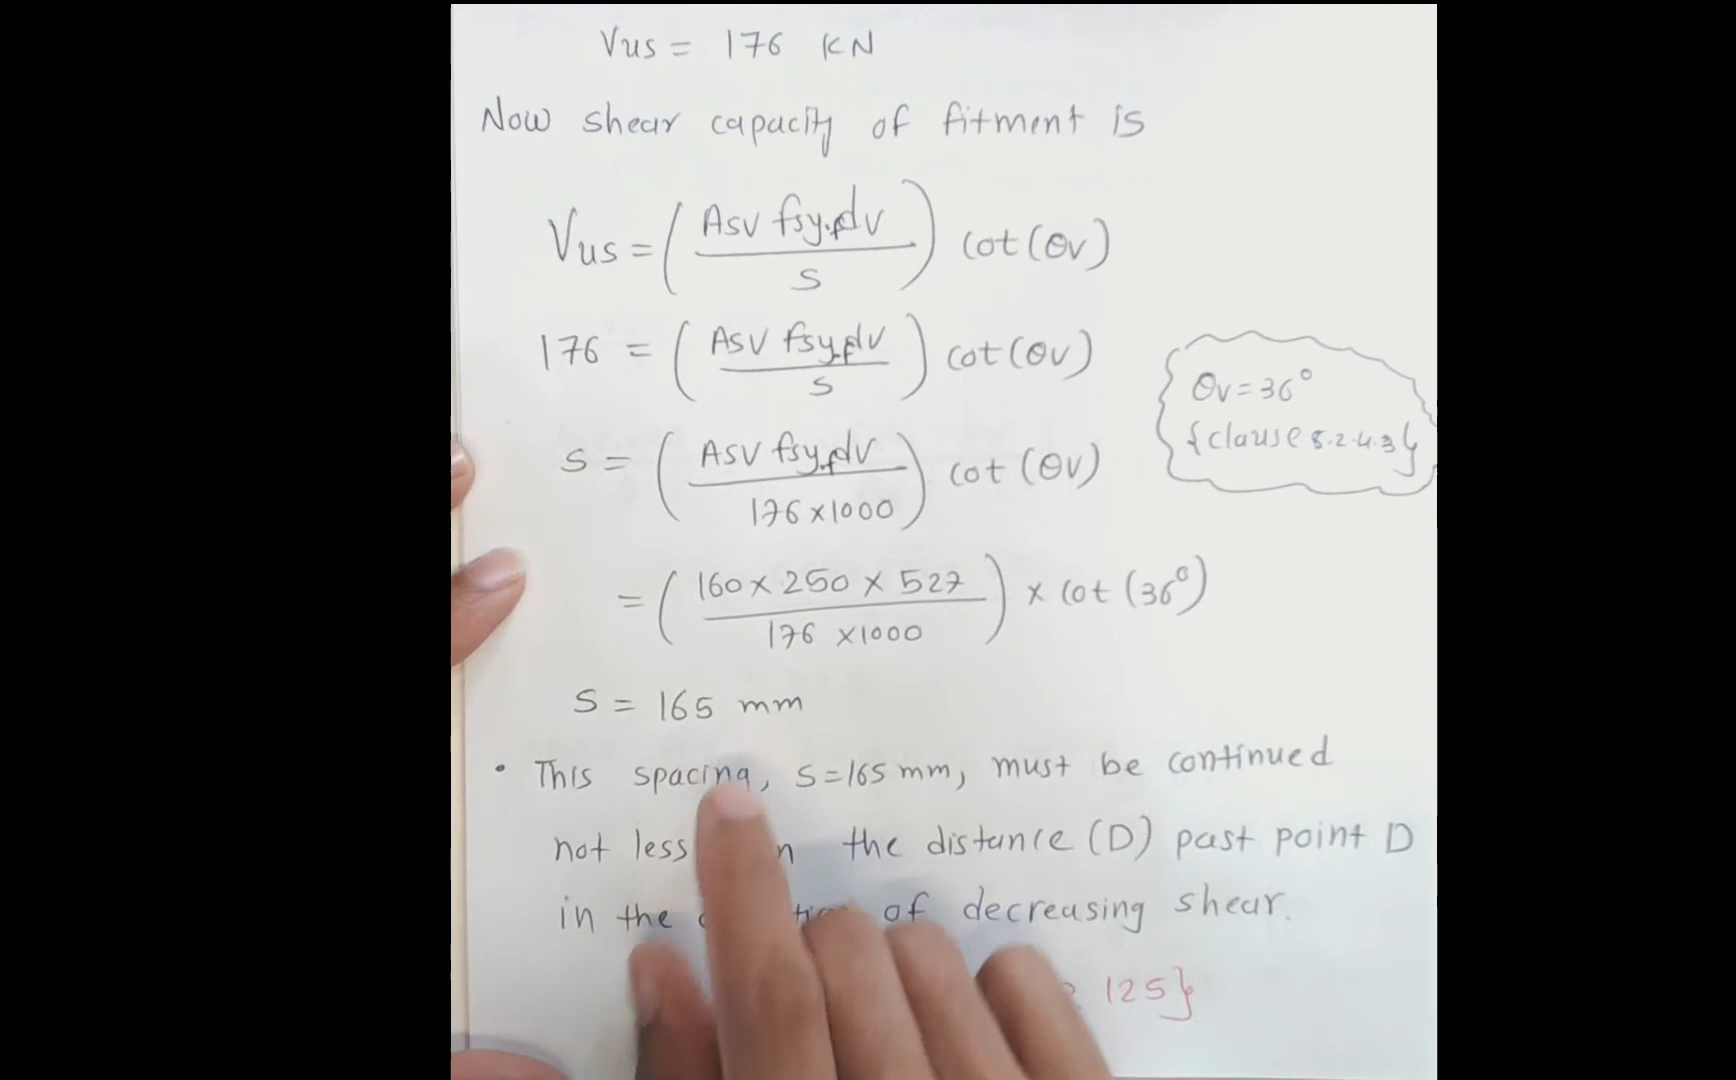 Vus = 176 KN
Now shear capacity of fitment is
Vus = (Asv fsy.f dv / s) cot(θv)
176 = (Asv fsy.f dv / s) cot(θv)
θv = 36°
{clause 8.2.4.3}
s = (Asv fsy.f dv / 176 x 1000) cot(θv)
= (160 x 250 x 527 / 176 x 1000) x cot(36°)
s = 165 mm
• This spacing, s = 165 mm, must be continued
not less the distance (D) past point D
in the of decreasing shear.
125}